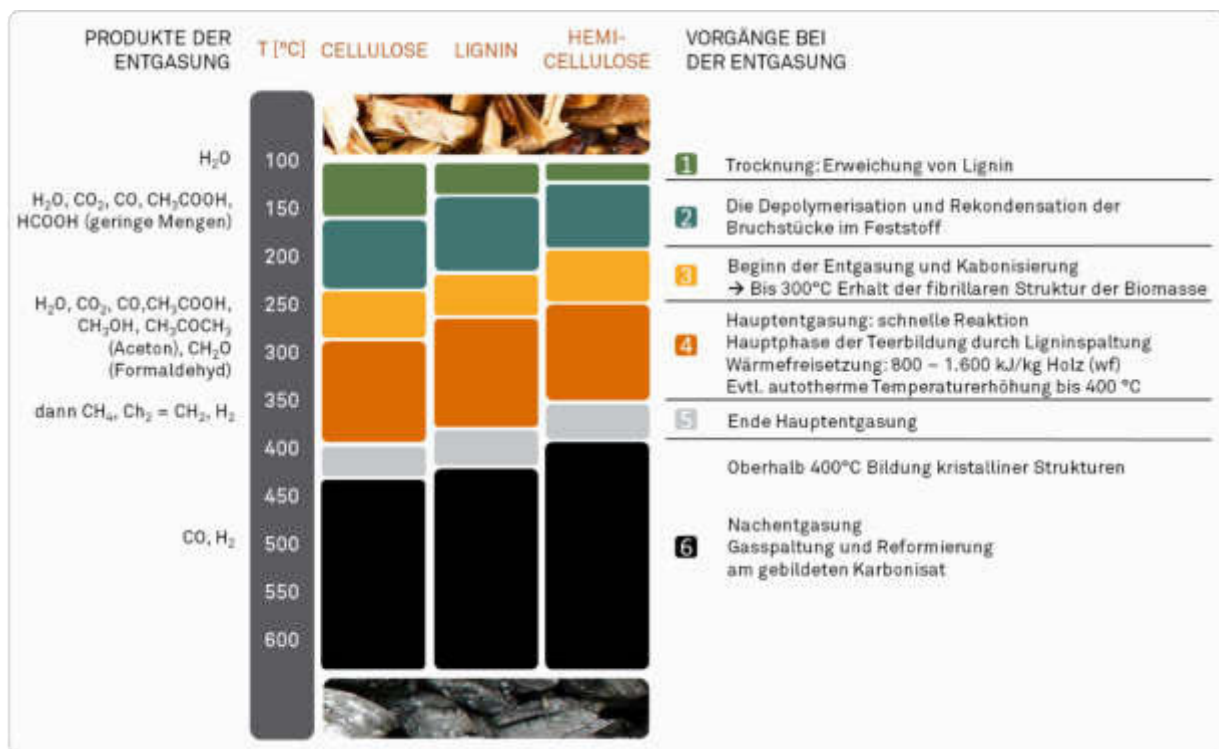 PRODUKTE DER
ENTGASUNG
T [°C]
CELLULOSE
LIGNIN
HEMI-
CELLULOSE
VORGÄNGE BEI
DER ENTGASUNG
H₂O
H₂O, CO₂, CO, CH₃COOH,
HCOOH (geringe Mengen)
H₂O, CO₂, CO,CH₃COOH,
CH₃OH, CH₃COCH₃
(Aceton), CH₂O
(Formaldehyd)
dann CH₄, Ch₂ = CH₂, H₂
CO, H₂
100
150
200
250
300
350
400
450
500
550
600
1 Trocknung: Erweichung von Lignin
2 Die Depolymerisation und Rekondensation der
Bruchstücke im Feststoff
3 Beginn der Entgasung und Kabonisierung
→ Bis 300°C Erhalt der fibrillaren Struktur der Biomasse
4 Hauptentgasung: schnelle Reaktion
Hauptphase der Teerbildung durch Ligninspaltung
Wärmefreisetzung: 800 – 1.600 kJ/kg Holz (wf)
Evtl. autotherme Temperaturerhöhung bis 400 °C
5 Ende Hauptentgasung
Oberhalb 400°C Bildung kristalliner Strukturen
6 Nachentgasung
Gasspaltung und Reformierung
am gebildeten Karbonisat